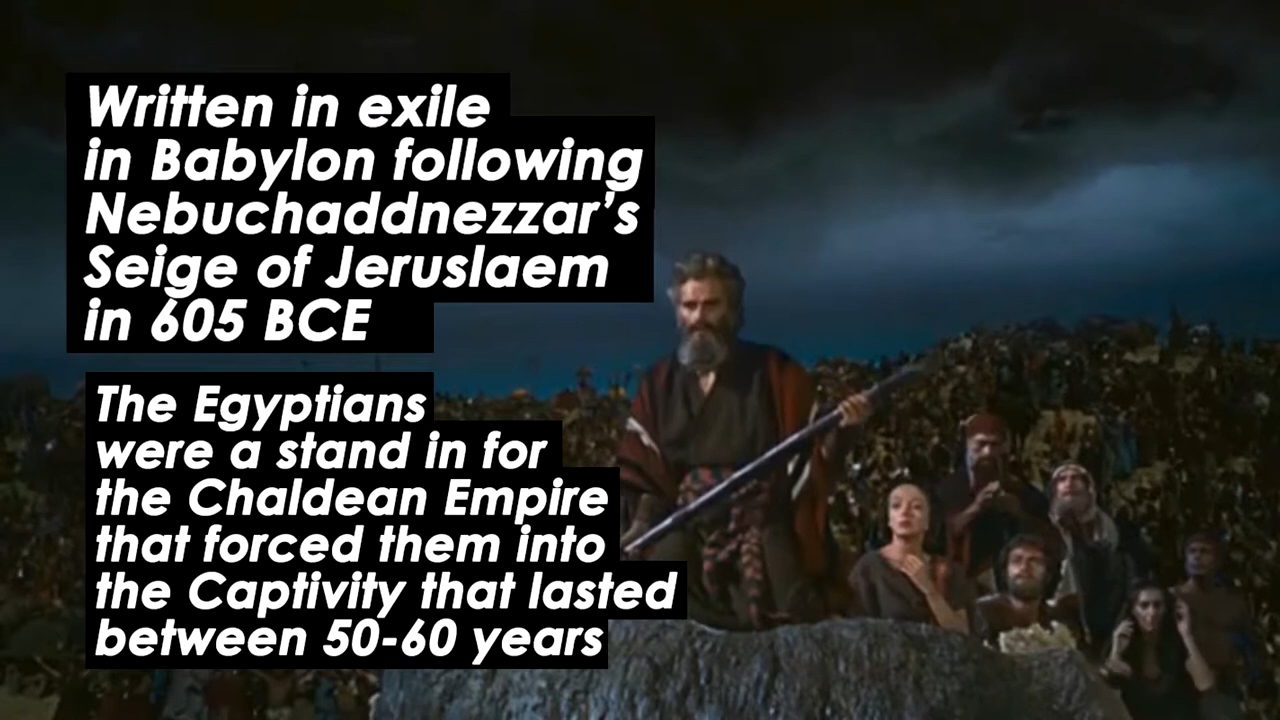 Written in exile
in Babylon following
Nebuchaddnezzar's
Seige of Jeruslaem
in 605 BCE
The Egyptians
were a stand in for
the Chaldean Empire
that forced them into
the Captivity that lasted
between 50-60 years